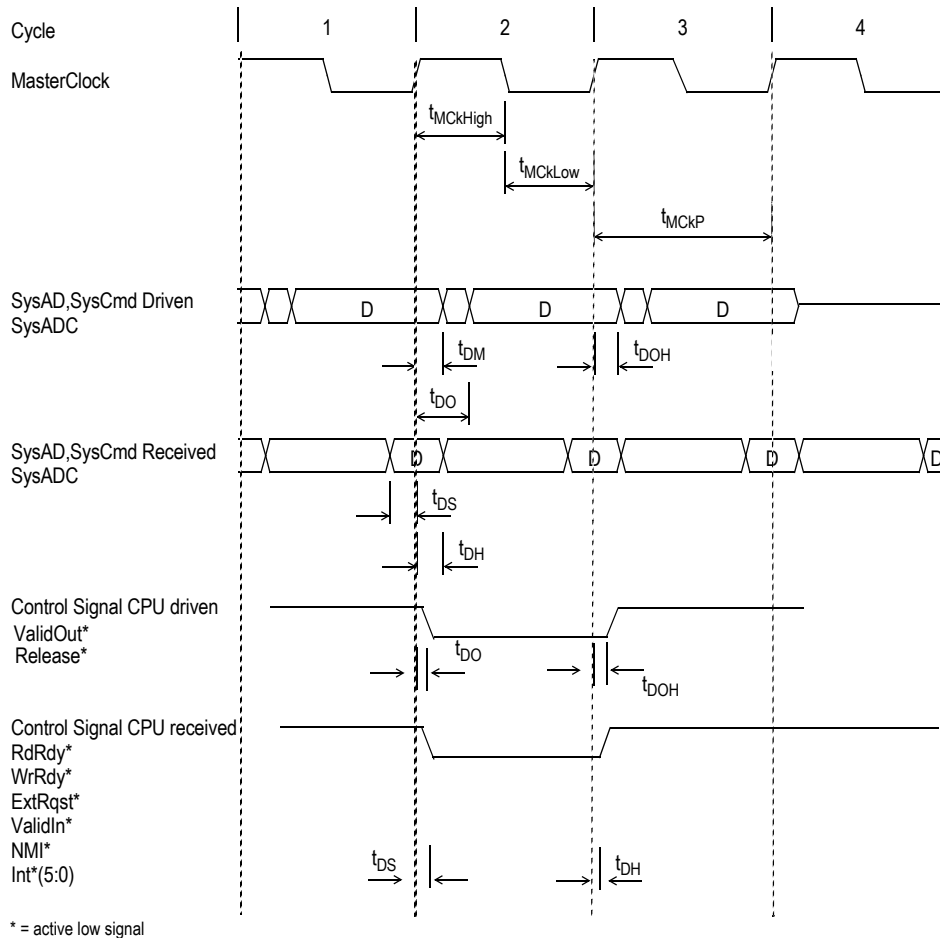 Cycle 1 2 3 4
MasterClock
tMCkHigh
tMCkLow
tMCkP
SysAD,SysCmd Driven
SysADC
D D D
tDM tDOH
tDO
SysAD,SysCmd Received
SysADC
D D D D
tDS
tDH
Control Signal CPU driven
ValidOut*
Release*
tDO
tDOH
Control Signal CPU received
RdRdy*
WrRdy*
ExtRqst*
ValidIn*
NMI*
Int*(5:0)
tDS tDH
* = active low signal